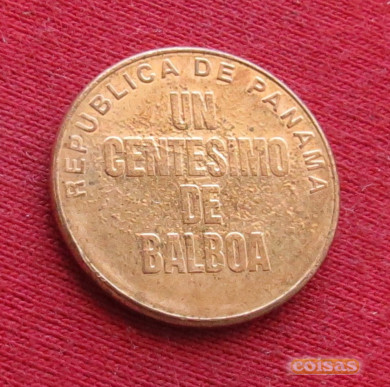 REPUBLICA DE PANAMA
UN
CENTESIMO
DE
BALBOA
coisas